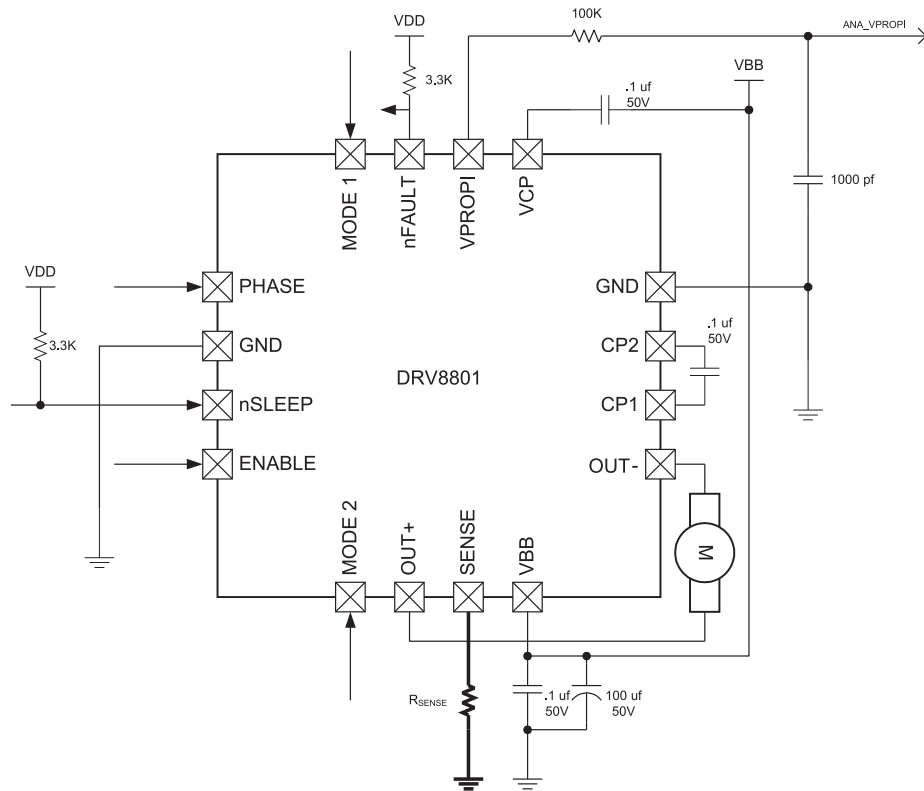 100K
ANA_VPROPI
VDD
3.3K
.1 uf
50V
VBB
1000 pf
MODE 1
nFAULT
VPROPI
VCP
VDD
3.3K
PHASE
GND
nSLEEP
ENABLE
DRV8801
GND
CP2
CP1
OUT-
.1 uf
50V
MODE 2
OUT+
SENSE
VBB
M
RSENSE
.1 uf
50V
100 uf
50V